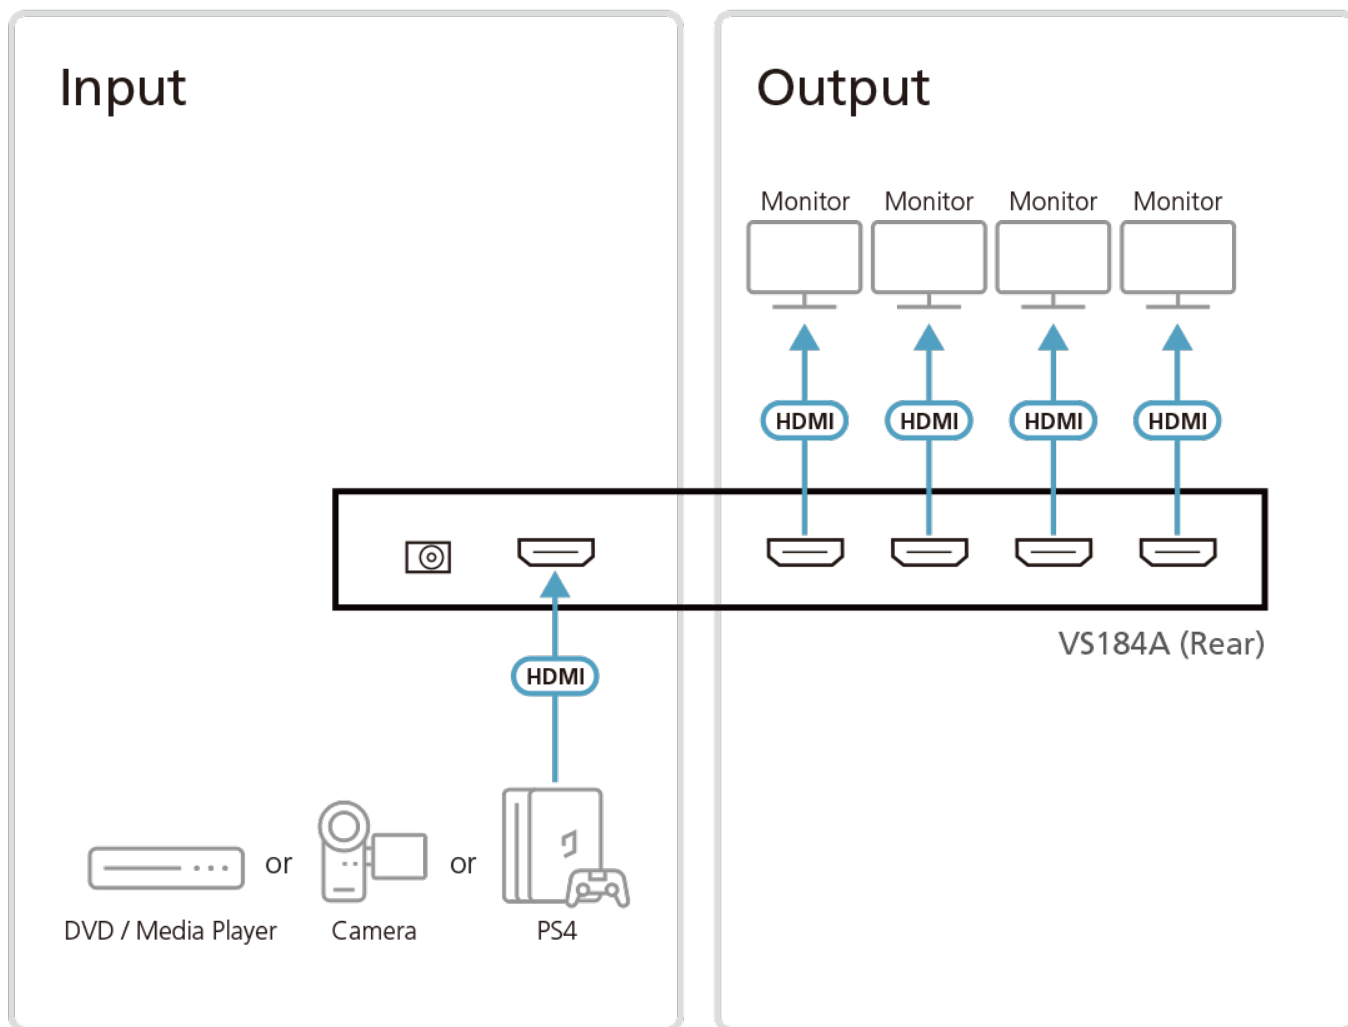 Input
Output
Monitor Monitor Monitor Monitor
HDMI HDMI HDMI HDMI
VS184A (Rear)
HDMI
or or
DVD / Media Player Camera PS4